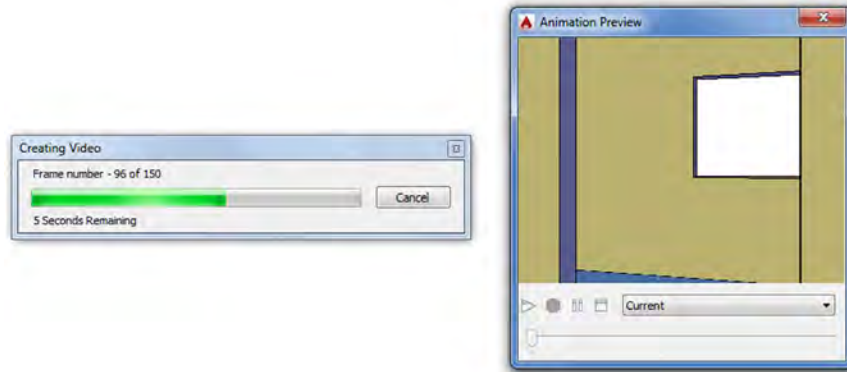 Creating Video
Frame number - 96 of 150
Cancel
5 Seconds Remaining
Animation Preview
Current